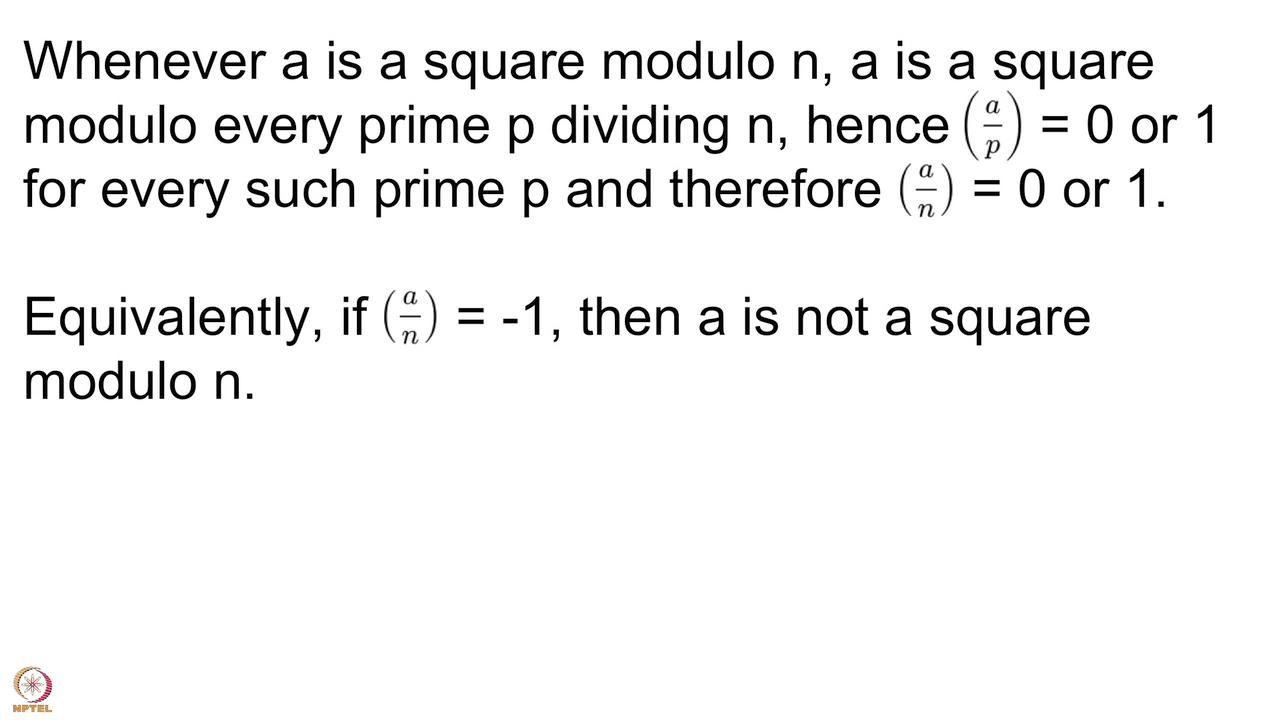 Whenever a is a square modulo n, a is a square
modulo every prime p dividing n, hence (a/p) = 0 or 1
for every such prime p and therefore (a/n) = 0 or 1.
Equivalently, if (a/n) = -1, then a is not a square
modulo n.
NPTEL